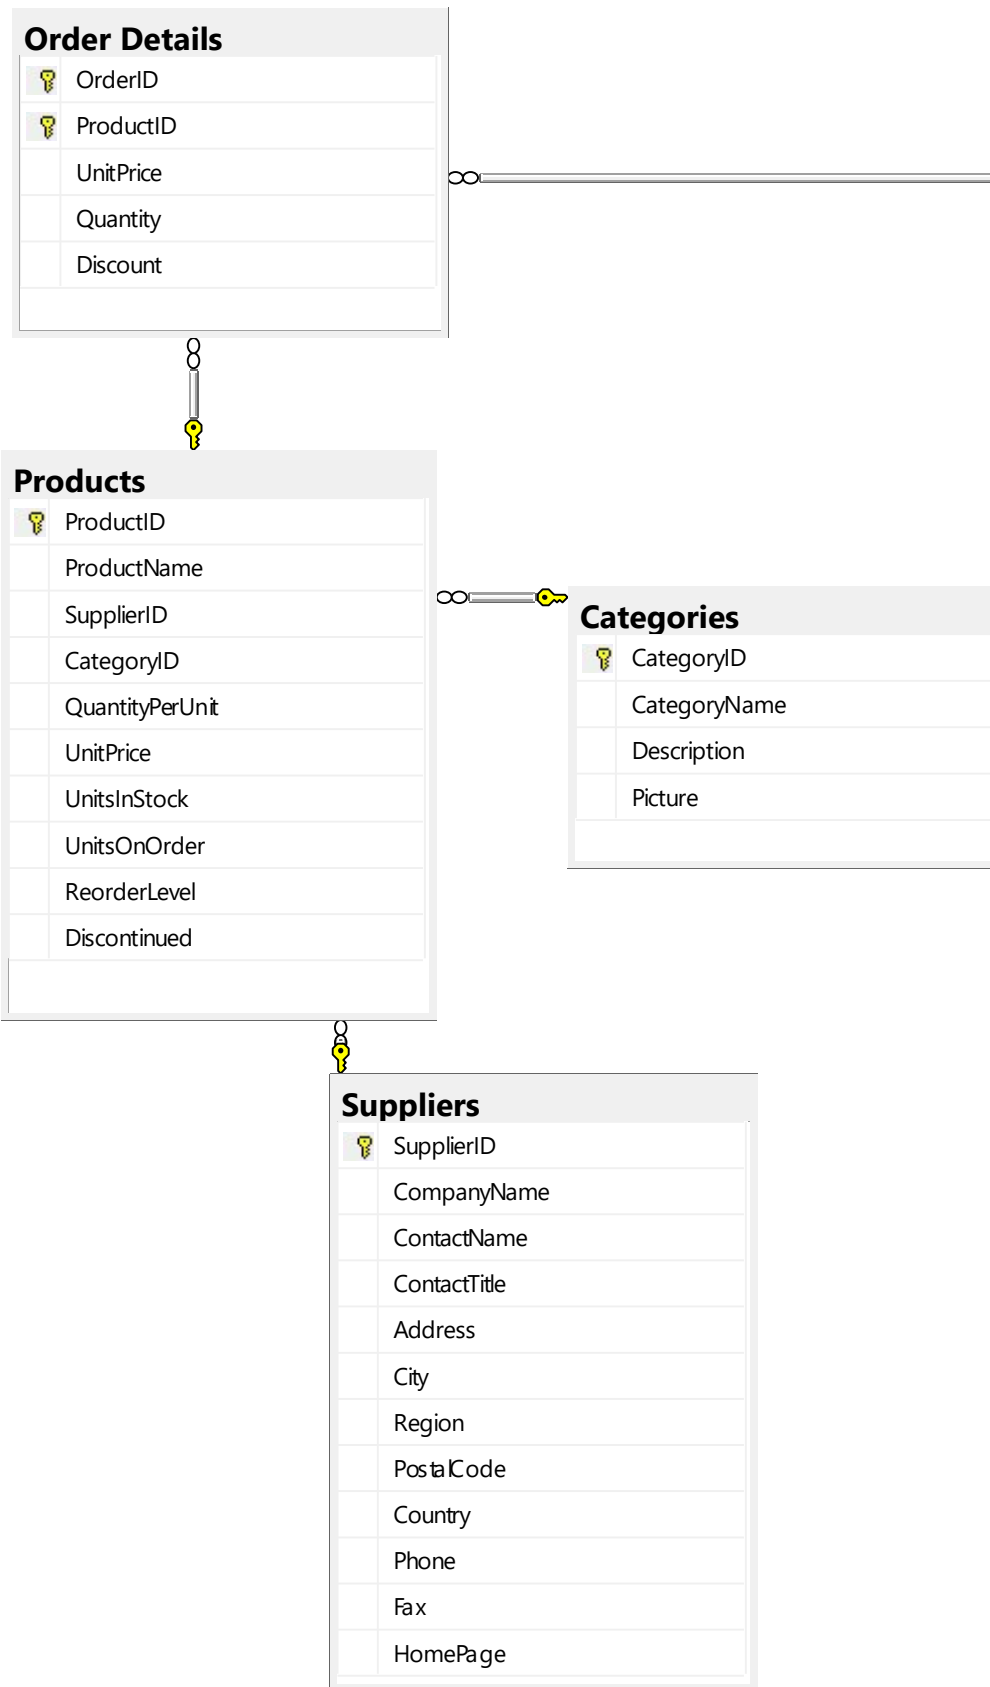 Order Details
OrderID
ProductID
UnitPrice
Quantity
Discount
Products
ProductID
ProductName
SupplierID
CategoryID
QuantityPerUnit
UnitPrice
UnitsInStock
UnitsOnOrder
ReorderLevel
Discontinued
Categories
CategoryID
CategoryName
Description
Picture
Suppliers
SupplierID
CompanyName
ContactName
ContactTitle
Address
City
Region
PostalCode
Country
Phone
Fax
HomePage